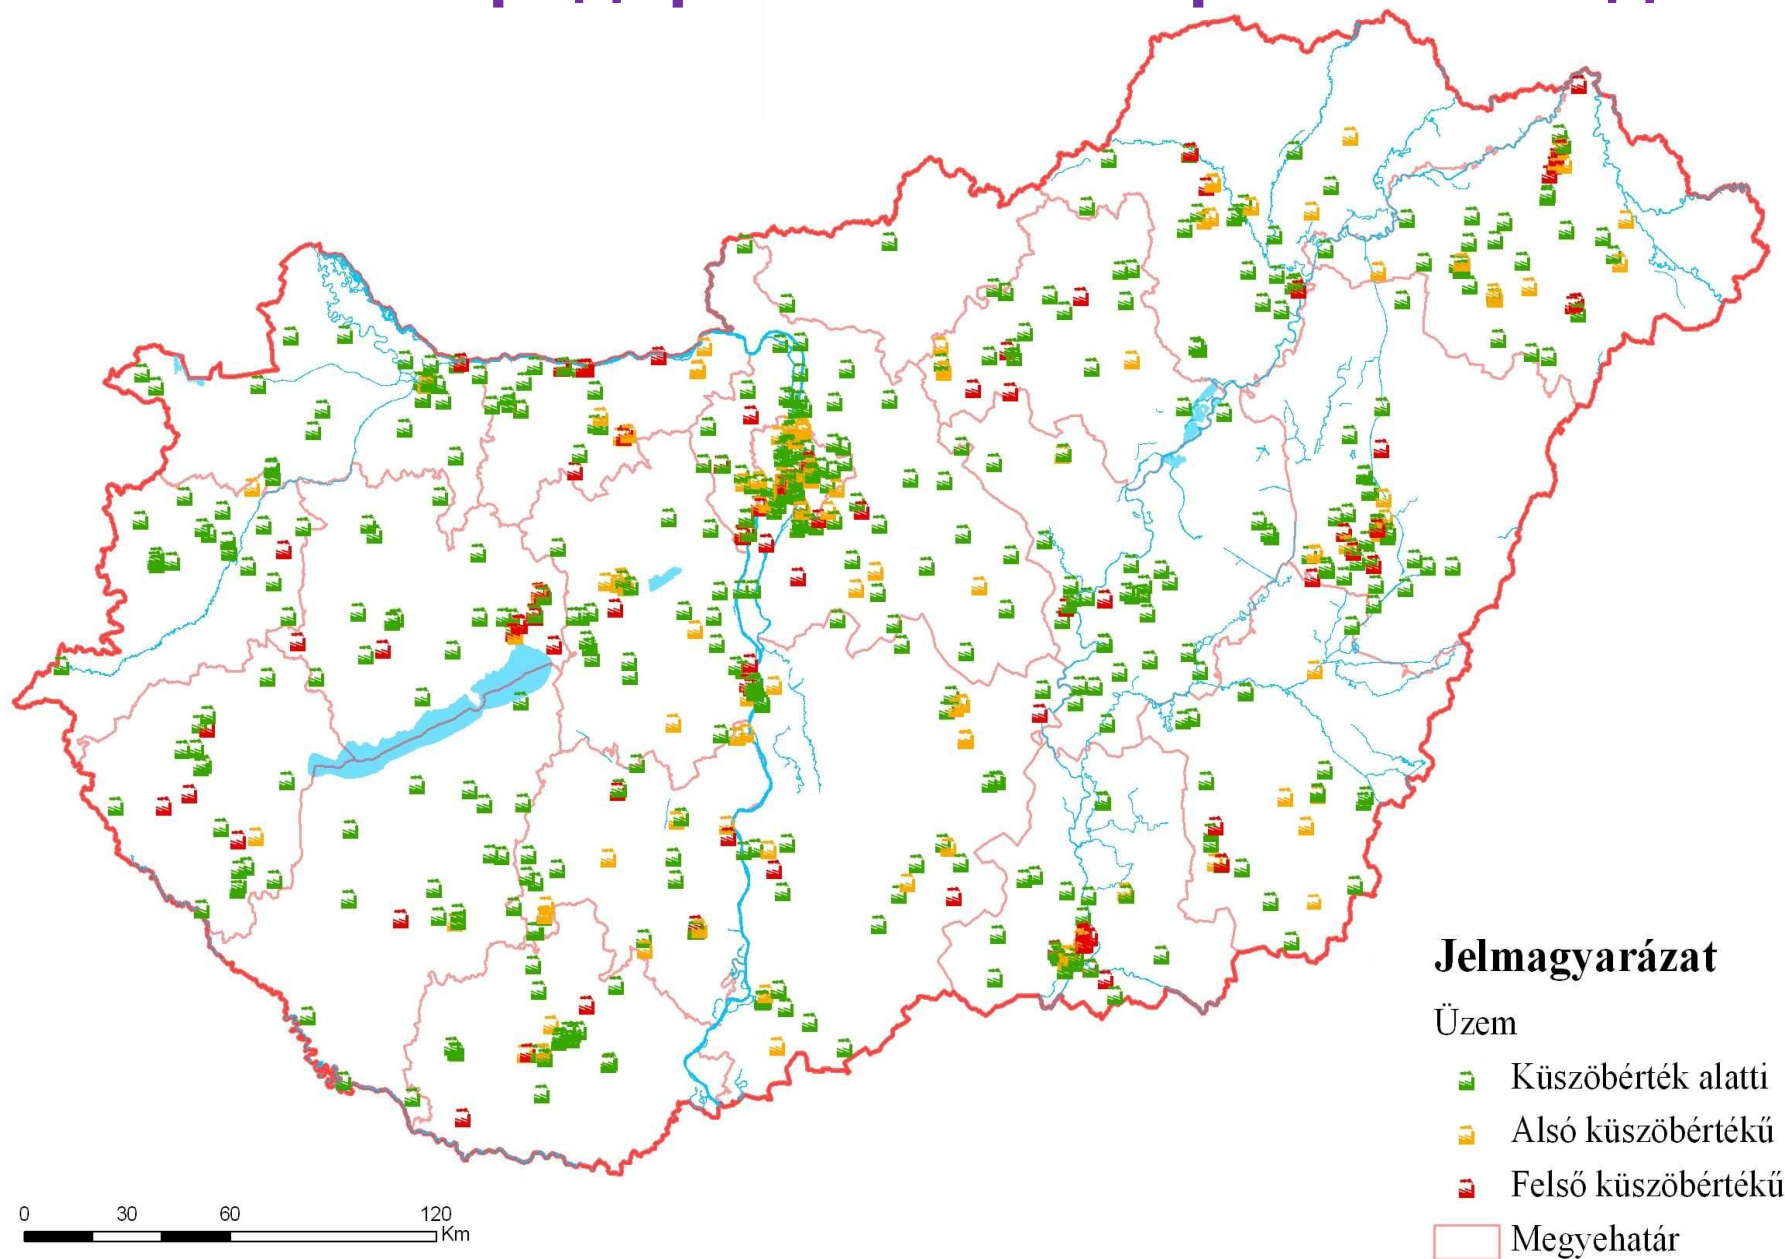 Jelmagyarázat
Üzem
Küszöbérték alatti
Alsó küszöbértékű
Felső küszöbértékű
Megyehatár
0 30 60 120
Km